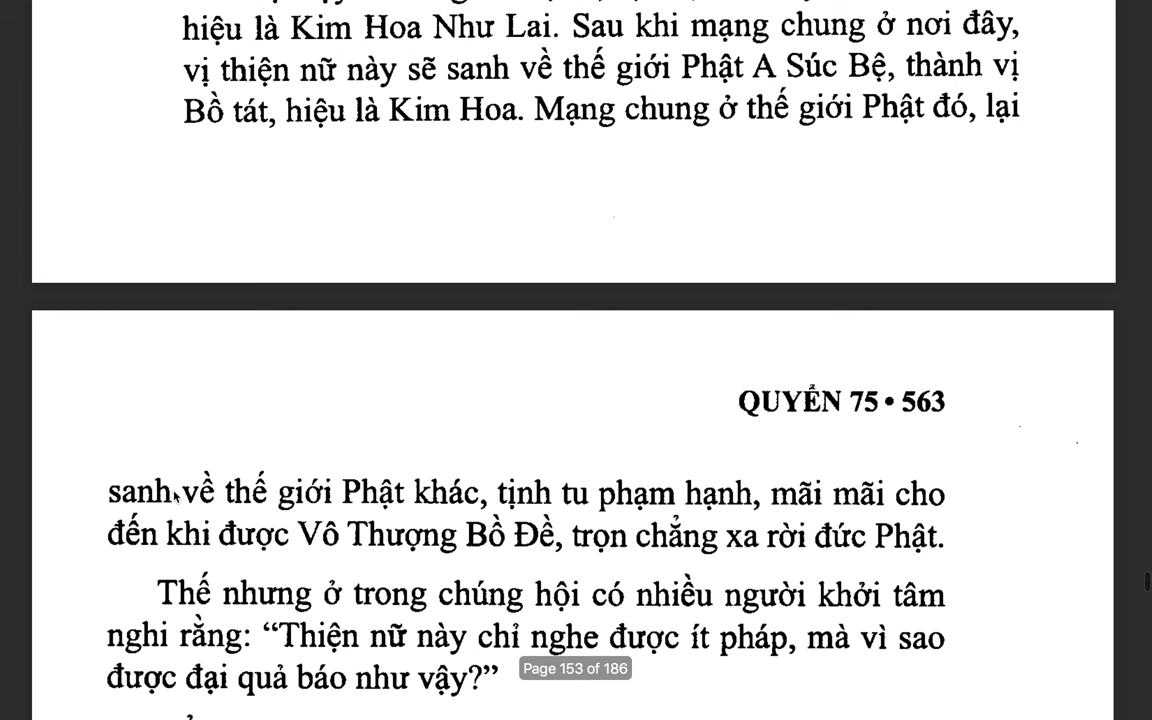 hiệu là Kim Hoa Như Lai. Sau khi mạng chung ở nơi đây,
vị thiện nữ này sẽ sanh về thế giới Phật A Súc Bệ, thành vị
Bồ tát, hiệu là Kim Hoa. Mạng chung ở thế giới Phật đó, lại
QUYỂN 75 • 563
sanh về thế giới Phật khác, tịnh tu phạm hạnh, mãi mãi cho
đến khi được Vô Thượng Bồ Đề, trọn chẳng xa rời đức Phật.
Thế nhưng ở trong chúng hội có nhiều người khởi tâm
nghi rằng: “Thiện nữ này chỉ nghe được ít pháp, mà vì sao
được đại quả báo như vậy?”
Page 153 of 186